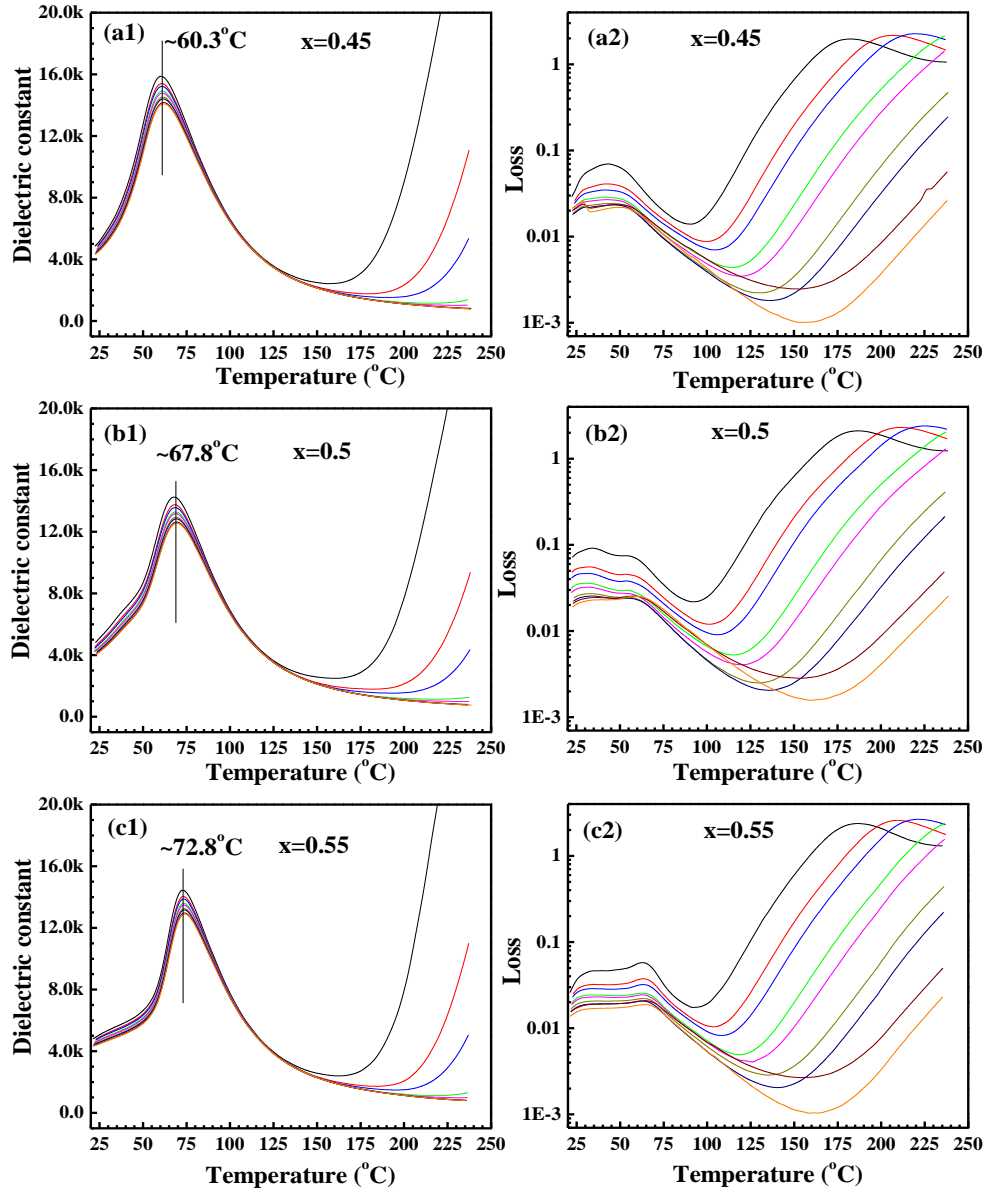 (a1)
~60.3°C
x=0.45
20.0k
16.0k
12.0k
8.0k
4.0k
0.0
Dielectric constant
25 50 75 100 125 150 175 200 225 250
Temperature (°C)
(a2)
x=0.45
1
0.1
0.01
1E-3
Loss
25 50 75 100 125 150 175 200 225 250
Temperature (°C)
(b1)
~67.8°C
x=0.5
20.0k
16.0k
12.0k
8.0k
4.0k
0.0
Dielectric constant
25 50 75 100 125 150 175 200 225 250
Temperature (°C)
(b2)
x=0.5
1
0.1
0.01
1E-3
Loss
25 50 75 100 125 150 175 200 225 250
Temperature (°C)
(c1)
~72.8°C
x=0.55
20.0k
16.0k
12.0k
8.0k
4.0k
0.0
Dielectric constant
25 50 75 100 125 150 175 200 225 250
Temperature (°C)
(c2)
x=0.55
1
0.1
0.01
1E-3
Loss
25 50 75 100 125 150 175 200 225 250
Temperature (°C)